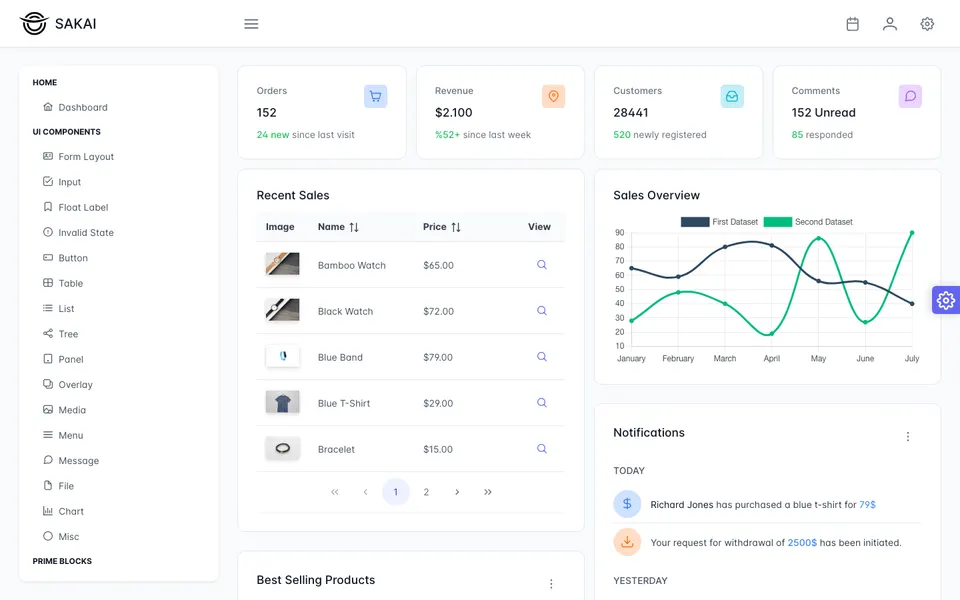 SAKAI
HOME
Dashboard
UI COMPONENTS
Form Layout
Input
Float Label
Invalid State
Button
Table
List
Tree
Panel
Overlay
Media
Menu
Message
File
Chart
Misc
PRIME BLOCKS
Orders
152
24 new since last visit
Revenue
$2.100
%52+ since last week
Customers
28441
520 newly registered
Comments
152 Unread
85 responded
Recent Sales
Image Name Price View
Bamboo Watch $65.00
Black Watch $72.00
Blue Band $79.00
Blue T-Shirt $29.00
Bracelet $15.00
1 2
Best Selling Products
Sales Overview
First Dataset Second Dataset
90
80
70
60
50
40
30
20
10
January February March April May June July
Notifications
TODAY
Richard Jones has purchased a blue t-shirt for 79$
Your request for withdrawal of 2500$ has been initiated.
YESTERDAY